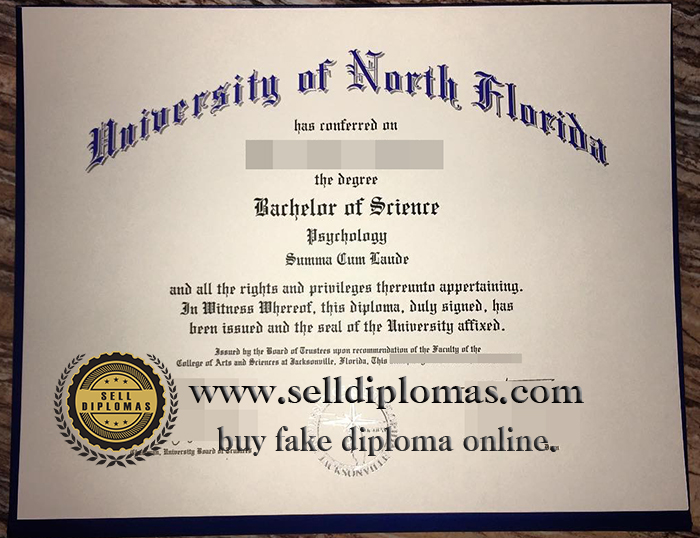 University of North Florida
has conferred on
the degree
Bachelor of Science
Psychology
Summa Cum Laude
and all the rights and privileges thereunto appertaining.
In Witness Whereof, this diploma, duly signed, has
been issued and the seal of the University affixed.
Issued by the Board of Trustees upon recommendation of the Faculty of the
College of Arts and Sciences at Jacksonville, Florida, This
SELL
DIPLOMAS
www.selldiplomas.com
buy fake diploma online.
University Board of Trustees
JACKSONVILLE